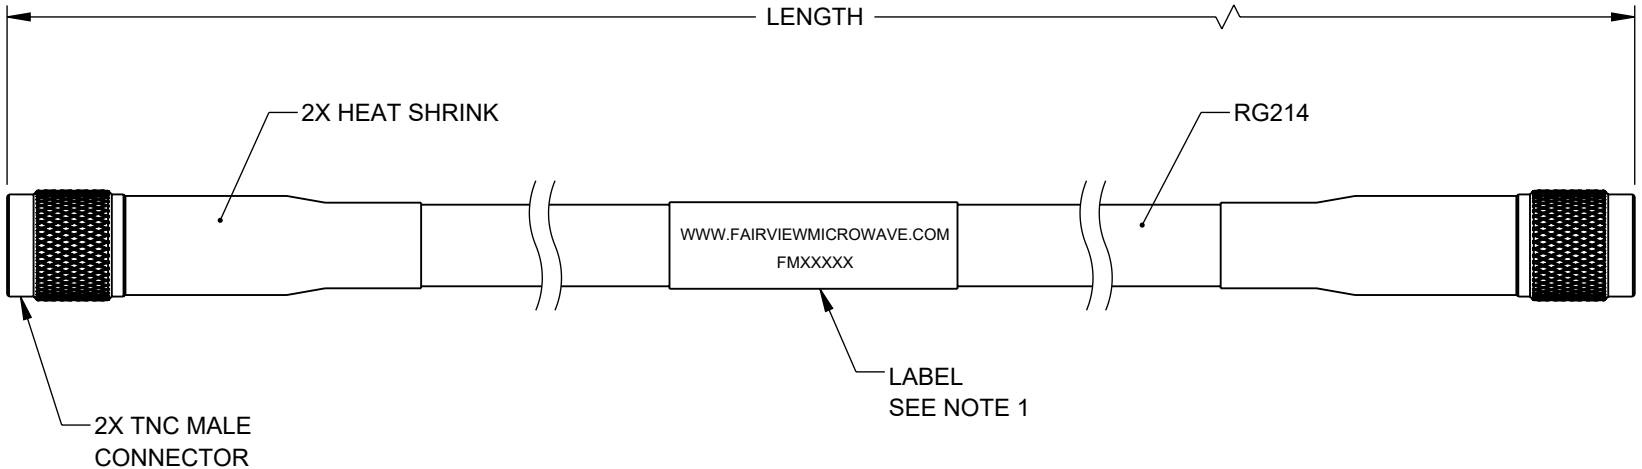 LENGTH
2X HEAT SHRINK
RG214
WWW.FAIRVIEWMICROWAVE.COM
FMXXXXX
LABEL
SEE NOTE 1
2X TNC MALE
CONNECTOR